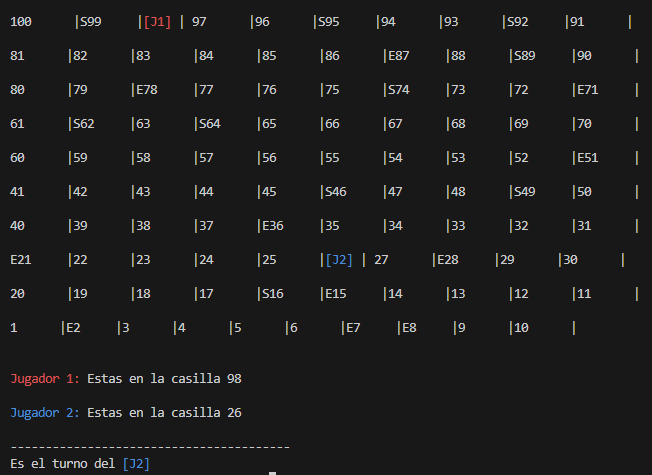 100 |S99 |[J1] | 97 |96 |S95 |94 |93 |S92 |91 |
81 |82 |83 |84 |85 |86 |E87 |88 |S89 |90 |
80 |79 |E78 |77 |76 |75 |S74 |73 |72 |E71 |
61 |S62 |63 |S64 |65 |66 |67 |68 |69 |70 |
60 |59 |58 |57 |56 |55 |54 |53 |52 |E51 |
41 |42 |43 |44 |45 |S46 |47 |48 |S49 |50 |
40 |39 |38 |37 |E36 |35 |34 |33 |32 |31 |
E21 |22 |23 |24 |25 |[J2] | 27 |E28 |29 |30 |
20 |19 |18 |17 |S16 |E15 |14 |13 |12 |11 |
1 |E2 |3 |4 |5 |6 |E7 |E8 |9 |10 |
Jugador 1: Estas en la casilla 98
Jugador 2: Estas en la casilla 26
----------------------------------------
Es el turno del [J2]